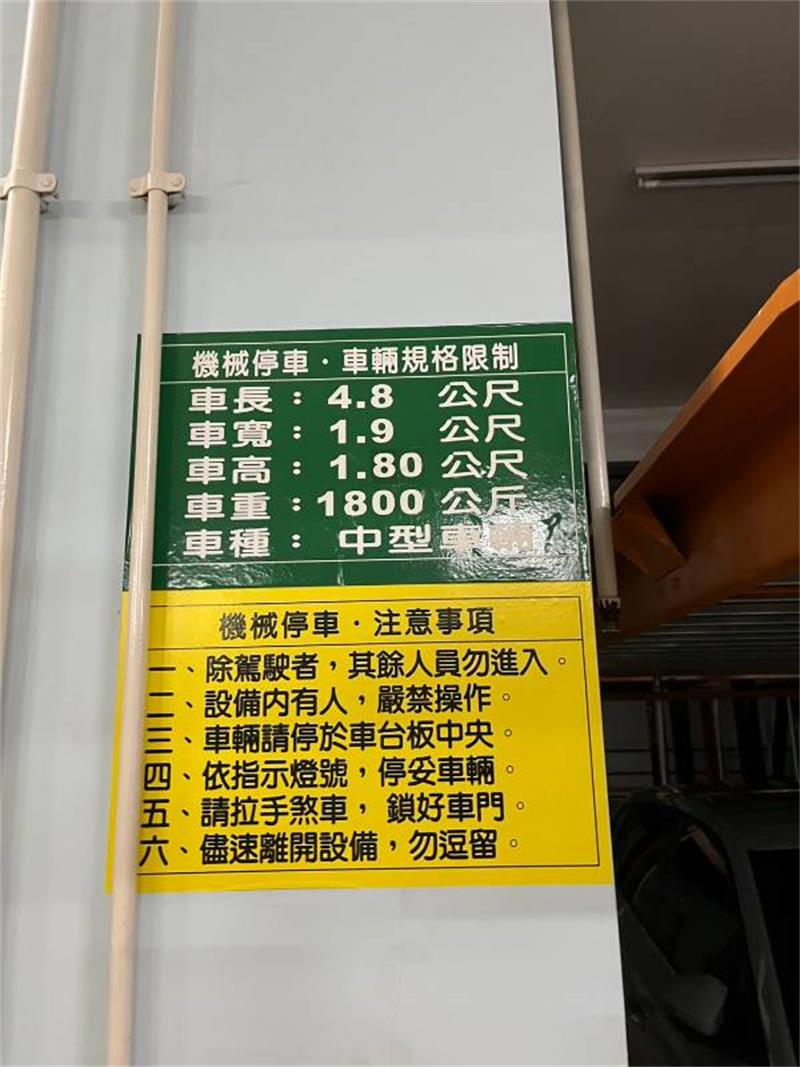 機械停車．車輛規格限制
車長：4.8 公尺
車寬：1.9 公尺
車高：1.80 公尺
車重：1800 公斤
車種：中型車輛
機械停車．注意事項
一、除駕駛者，其餘人員勿進入。
二、設備內有人，嚴禁操作。
三、車輛請停於車台板中央。
四、依指示燈號，停妥車輛。
五、請拉手煞車，鎖好車門。
六、儘速離開設備，勿逗留。